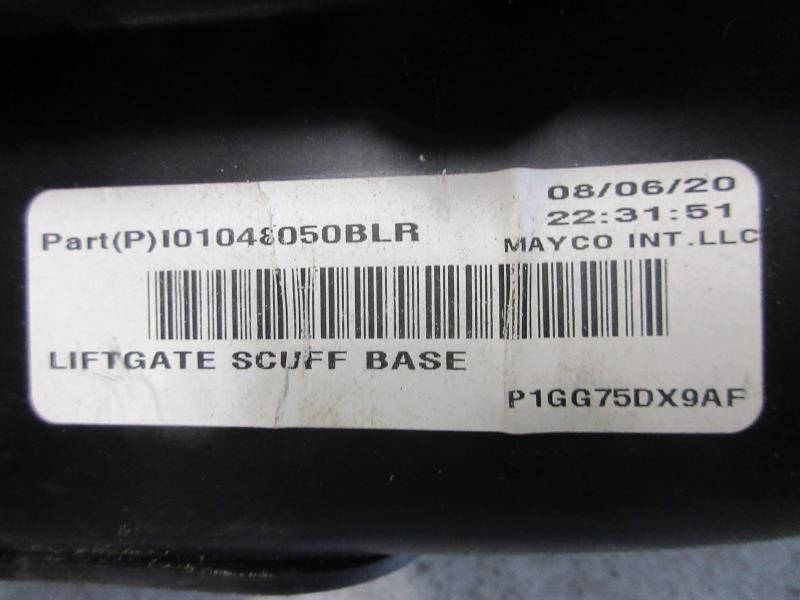 08/06/20
22:31:51
Part(P)I01048050BLR
MAYCO INT.LLC
LIFTGATE SCUFF BASE
P1GG75DX9AF